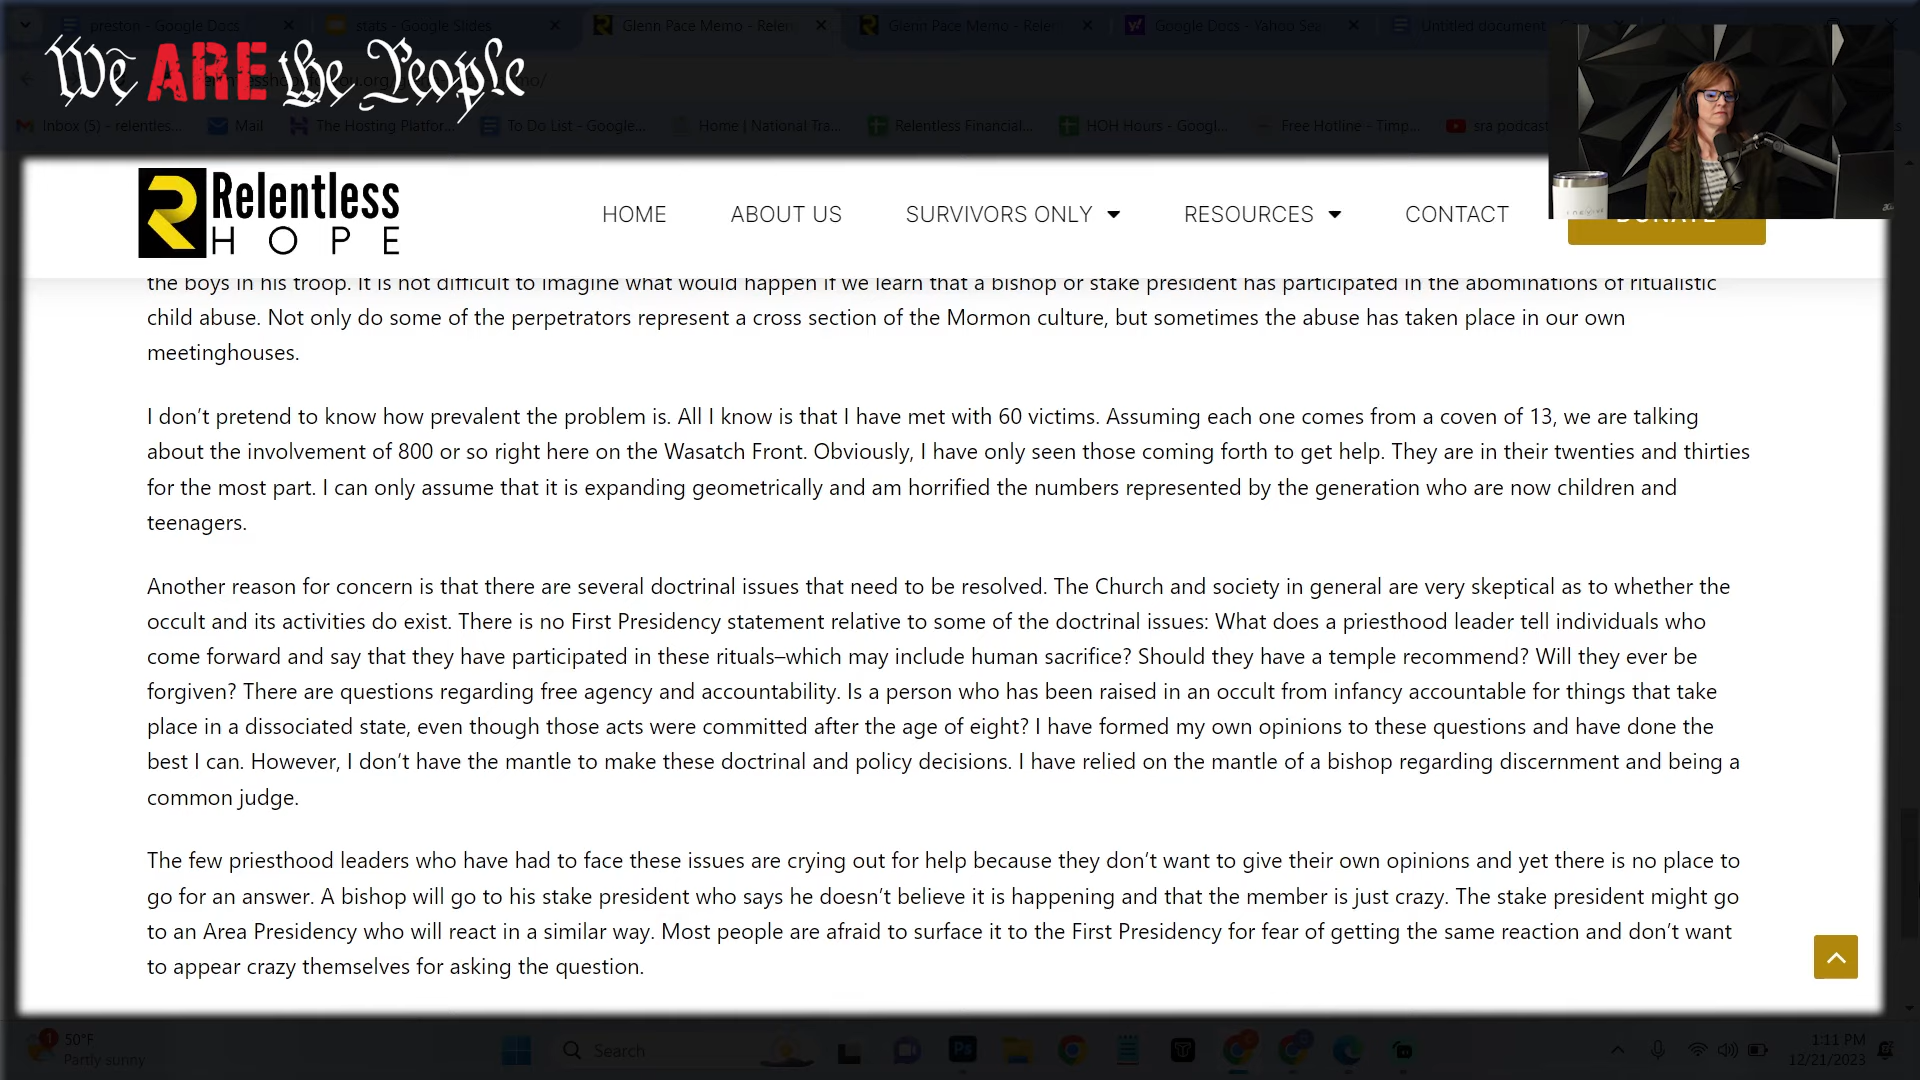 preston - Google Docs
stats - Google Slides
Glenn Pace Memo - Relen
Glenn Pace Memo - Relen
Google Docs - Yahoo Sea
Untitled document
We ARE the People
Inbox (5) – relentles...
Mail
The Hosting Platfor...
To Do List - Google...
Home | National Tra...
Relentless Financial...
HOH Hours - Googl...
Free Hotline - Timp...
sra podcast
Relentless
HOPE
HOME
ABOUT US
SURVIVORS ONLY
RESOURCES
CONTACT
DONATE
the boys in his troop. It is not difficult to imagine what would happen if we learn that a bishop or stake president has participated in the abominations of ritualistic
child abuse. Not only do some of the perpetrators represent a cross section of the Mormon culture, but sometimes the abuse has taken place in our own
meetinghouses.
I don’t pretend to know how prevalent the problem is. All I know is that I have met with 60 victims. Assuming each one comes from a coven of 13, we are talking
about the involvement of 800 or so right here on the Wasatch Front. Obviously, I have only seen those coming forth to get help. They are in their twenties and thirties
for the most part. I can only assume that it is expanding geometrically and am horrified the numbers represented by the generation who are now children and
teenagers.
Another reason for concern is that there are several doctrinal issues that need to be resolved. The Church and society in general are very skeptical as to whether the
occult and its activities do exist. There is no First Presidency statement relative to some of the doctrinal issues: What does a priesthood leader tell individuals who
come forward and say that they have participated in these rituals–which may include human sacrifice? Should they have a temple recommend? Will they ever be
forgiven? There are questions regarding free agency and accountability. Is a person who has been raised in an occult from infancy accountable for things that take
place in a dissociated state, even though those acts were committed after the age of eight? I have formed my own opinions to these questions and have done the
best I can. However, I don’t have the mantle to make these doctrinal and policy decisions. I have relied on the mantle of a bishop regarding discernment and being a
common judge.
The few priesthood leaders who have had to face these issues are crying out for help because they don’t want to give their own opinions and yet there is no place to
go for an answer. A bishop will go to his stake president who says he doesn’t believe it is happening and that the member is just crazy. The stake president might go
to an Area Presidency who will react in a similar way. Most people are afraid to surface it to the First Presidency for fear of getting the same reaction and don’t want
to appear crazy themselves for asking the question.
50°F
Partly sunny
Search
1:11 PM
12/21/2023